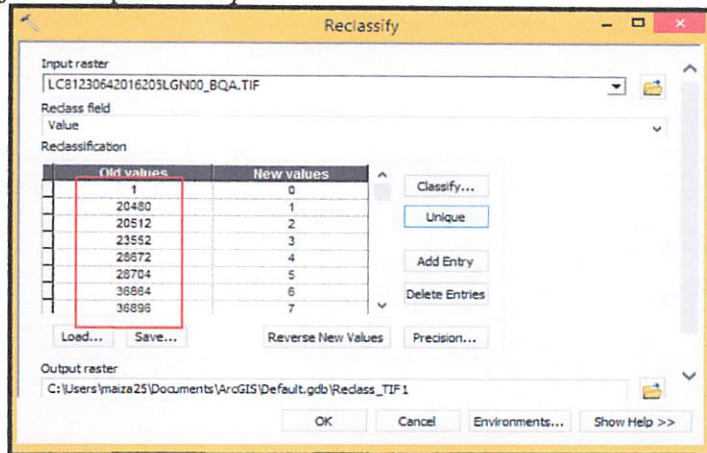 Reclassify
Input raster
LC81230642016205LGN00_BQA.TIF
Reclass field
Value
Reclassification
Old values New values
1 0
20480 1
20512 2
23552 3
28672 4
28704 5
36864 6
36896 7
Classify...
Unique
Add Entry
Delete Entries
Load... Save... Reverse New Values Precision...
Output raster
C:\Users\maiza25\Documents\ArcGIS\Default.gdb\Reclass_TIF1
OK Cancel Environments... Show Help >>